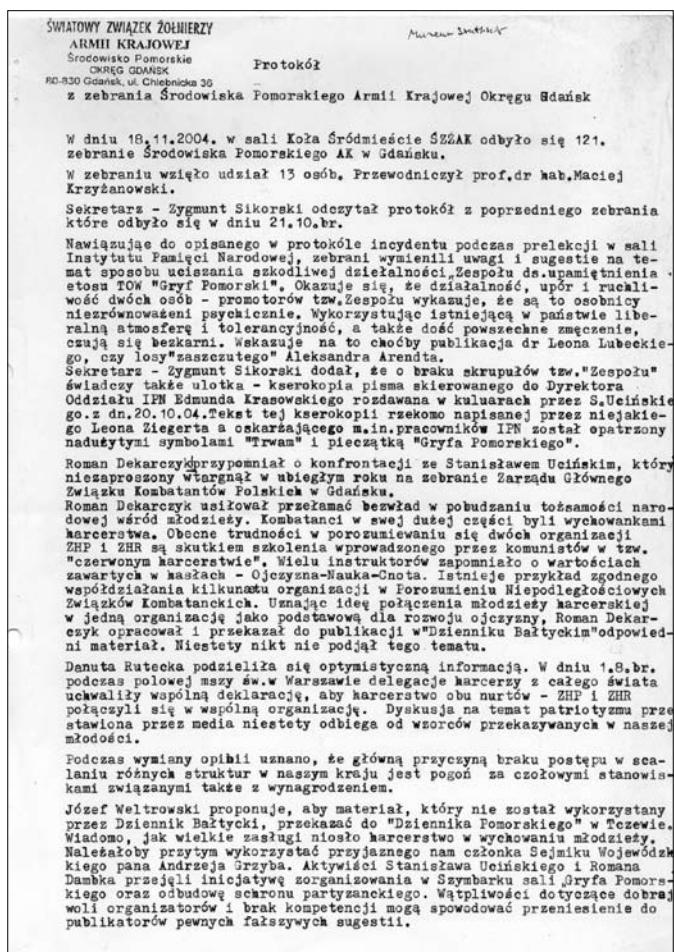 ŚWIATOWY ZWIĄZEK ŻOŁNIERZY
ARMII KRAJOWEJ
Środowisko Pomorskie
OKRĘG GDAŃSK
80-830 Gdańsk, ul. Chlebnicka 36
Protokół
z zebrania Środowiska Pomorskiego Armii Krajowej Okręgu Gdańsk
W dniu 18.11.2004. w sali Koła Śródmieście ŚZŻAK odbyło się 121.
zebranie Środowiska Pomorskiego AK w Gdańsku.
W zebraniu wzięło udział 13 osób. Przewodniczył prof.dr hab.Maciej
Krzyżanowski.
Sekretarz - Zygmunt Sikorski odczytał protokół z poprzedniego zebrania
które odbyło się w dniu 21.10.br.
Nawiązując do opisanego w protokóle incydentu podczas prelekcji w sali
Instytutu Pamięci Narodowej, zebrani wymienili uwagi i sugestie na te-
mat sposobu uciszania szkodliwej dziełalności„Zespołu ds.upamiętnienia
etosu TOW "Gryf Pomorski". Okazuje się, że działalność, upór i ruchli-
wość dwóch osób - promotorów tzw.Zespołu wykazuje, że są to osobnicy
niezrównoważeni psychicznie. Wykorzystując istniejącą w państwie libe-
ralną atmosferę i tolerancyjność, a także dość powszechne zmęczenie,
czują się bezkarni. Wskazuje na to choćby publikacja dr Leona Lubeckie-
go, czy losy"zaszczutego" Aleksandra Arendta.
Sekretarz - Zygmunt Sikorski dodał, że o braku skrupułów tzw."Zespołu"
świadczy także ulotka - kserokopia pisma skierowanego do Dyrektora
Oddziału IPN Edmunda Krasowskiego rozdawana w kuluarach przez S.Ucińskie
go.z dn.20.10.04.Tekst tej kserokopii rzekomo napisanej przez niejakie-
go Leona Ziegerta a oskarżającego m.in.pracowników IPN został opatrzony
nadużytymi symbolami "Trwam" i pieczątką "Gryfa Pomorskiego".
Roman Dekarczyk przypomniał o konfrontacji ze Stanisławem Ucińskim, który
niezaproszony wtargnął w ubiegłym roku na zebranie Zarządu Głównego
Związku Kombatantów Polskich w Gdańsku.
Roman Dekarczyk usiłował przełamać bezwład w pobudzaniu tożsamości naro-
dowej wśród młodzieży. Kombatanci w swej dużej części byli wychowankami
harcerstwa. Obecne trudności w porozumiewaniu się dwóch organizacji
ZHP i ZHR są skutkiem szkolenia wprowadzonego przez komunistów w tzw.
"czerwonym harcerstwie". Wielu instruktorów zapomniało o wartościach
zawartych w hasłach - Ojczyzna-Nauka-Cnota. Istnieje przykład zgodnego
współdziałania kilkunastu organizacji w Porozumieniu Niepodległościowych
Związków Kombatanckich. Uznając ideę połączenia młodzieży harcerskiej
w jedną organizację jako podstawową dla rozwoju ojczyzny, Roman Dekar-
czyk opracował i przekazał do publikacji w"Dzienniku Bałtyckim"odpowied-
ni materiał. Niestety nikt nie podjął tego tematu.
Danuta Rutecka podzieliła się optymistyczną informacją. W dniu 1.8.br.
podczas polowej mszy św.w Warszawie delegacje harcerzy z całego świata
uchwaliły wspólną deklarację, aby harcerstwo obu nurtów - ZHP i ZHR
połączyli się w wspólną organizację. Dyskusja na temat patriotyzmu prze
stawiona przez media niestety odbiega od wzorców przekazywanych w naszej
młodości.
Podczas wymiany opibii uznano, że główną przyczyną braku postępu w sca-
laniu różnych struktur w naszym kraju jest pogoń za czołowymi stanowis-
kami związanymi także z wynagrodzeniem.
Józef Weltrowski proponuje, aby materiał, który nie został wykorzystany
przez Dziennik Bałtycki, przekazać do "Dziennika Pomorskiego" w Tczewie.
Wiadomo, jak wielkie zasługi niosło harcerstwo w wychowaniu młodzieży.
Należałoby przytym wykorzystać przyjaznego nam członka Sejmiku Wojewódzk
kiego pana Andrzeja Grzyba. Aktywiści Stanisława Ucińskiego i Romana
Dambka przejęli inicjatywę zorganizowania w Szymbarku sali „Gryfa Pomors-
kiego oraz odbudowę schronu partyzanckiego. Wątpliwości dotyczące dobraj
woli organizatorów i brak kompetencji mogą spowodować przeniesienie do
publikatorów pewnych fałszywych sugestii.